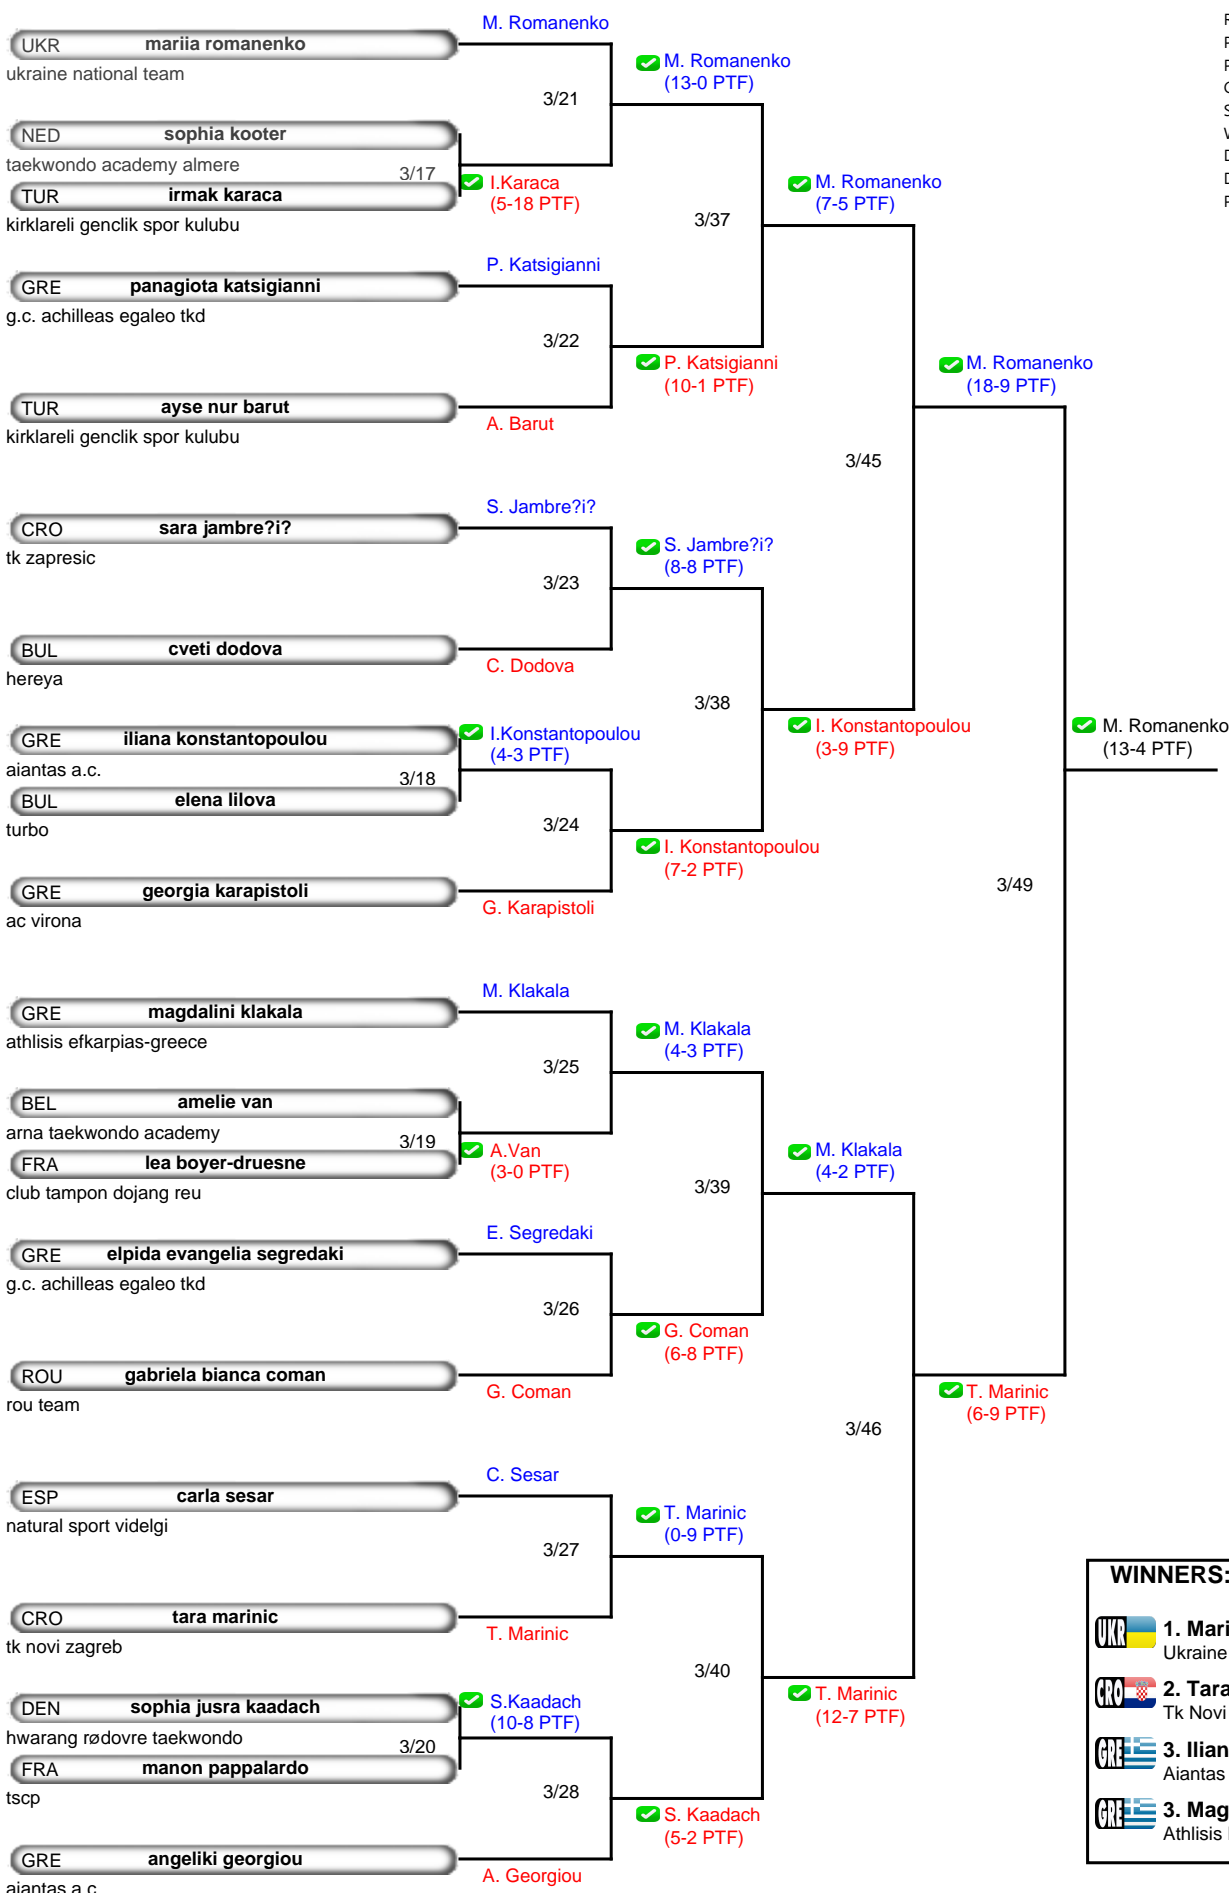 M. Romanenko
UKR mariia romanenko
ukraine national team
M. Romanenko
(13-0 PTF)
3/21
NED sophia kooter
taekwondo academy almere
3/17
TUR irmak karaca
kirklareli genclik spor kulubu
I.Karaca
(5-18 PTF)
M. Romanenko
(7-5 PTF)
3/37
P. Katsigianni
GRE panagiota katsigianni
g.c. achilleas egaleo tkd
3/22
P. Katsigianni
(10-1 PTF)
M. Romanenko
(18-9 PTF)
TUR ayse nur barut
kirklareli genclik spor kulubu
A. Barut
3/45
S. Jambre?i?
CRO sara jambre?i?
tk zapresic
S. Jambre?i?
(8-8 PTF)
3/23
BUL cveti dodova
hereya
C. Dodova
3/38
GRE iliana konstantopoulou
aiantas a.c.
I.Konstantopoulou
(4-3 PTF)
I. Konstantopoulou
(3-9 PTF)
M. Romanenko
(13-4 PTF)
3/18
BUL elena lilova
turbo
3/24
I. Konstantopoulou
(7-2 PTF)
GRE georgia karapistoli
ac virona
G. Karapistoli
3/49
M. Klakala
GRE magdalini klakala
athlisis efkarpias-greece
M. Klakala
(4-3 PTF)
3/25
BEL amelie van
arna taekwondo academy
3/19
FRA lea boyer-druesne
club tampon dojang reu
A.Van
(3-0 PTF)
M. Klakala
(4-2 PTF)
3/39
E. Segredaki
GRE elpida evangelia segredaki
g.c. achilleas egaleo tkd
3/26
G. Coman
(6-8 PTF)
ROU gabriela bianca coman
rou team
G. Coman
T. Marinic
(6-9 PTF)
3/46
C. Sesar
ESP carla sesar
natural sport videlgi
T. Marinic
(0-9 PTF)
3/27
CRO tara marinic
tk novi zagreb
T. Marinic
3/40
DEN sophia jusra kaadach
hwarang rødovre taekwondo
S.Kaadach
(10-8 PTF)
T. Marinic
(12-7 PTF)
3/20
FRA manon pappalardo
tscp
3/28
S. Kaadach
(5-2 PTF)
GRE angeliki georgiou
aiantas a.c.
A. Georgiou
WINNERS:
UKR 1. Mari
Ukraine
CRO 2. Tara
Tk Novi
GRE 3. Ilian
Aiantas
GRE 3. Mag
Athlisis